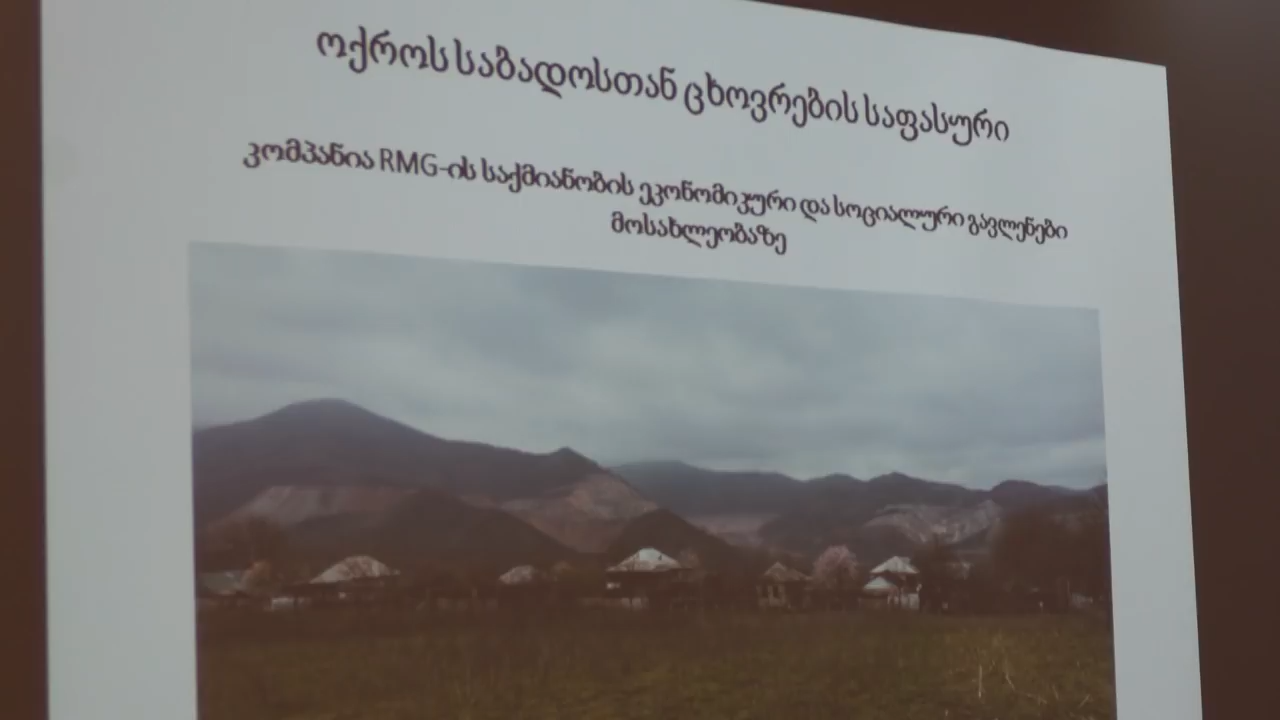 ოქროს საბადოსთან ცხოვრების საფასური
კომპანია RMG-ის საქმიანობის ეკონომიკური და სოციალური გავლენები
მოსახლეობაზე